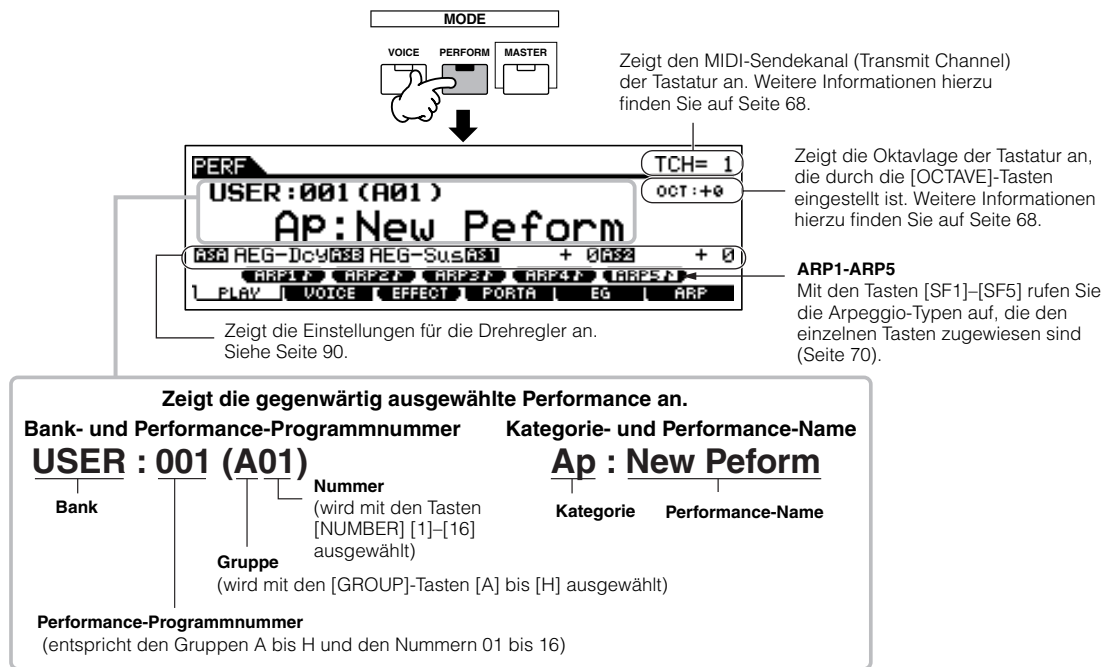 MODE
VOICE PERFORM MASTER
Zeigt den MIDI-Sendekanal (Transmit Channel)
der Tastatur an. Weitere Informationen hierzu
finden Sie auf Seite 68.
PERF
TCH= 1
USER:001(A01)
OCT:+0
Ap:New Peform
ASA AEG-Dcy ASB AEG-Sus AS1 + 0 AS2 + 0
ARP1♪ ARP2♪ ARP3♪ ARP4♪ ARP5♪
PLAY VOICE EFFECT PORTA EG ARP
Zeigt die Oktavlage der Tastatur an,
die durch die [OCTAVE]-Tasten
eingestellt ist. Weitere Informationen
hierzu finden Sie auf Seite 68.
ARP1-ARP5
Mit den Tasten [SF1]–[SF5] rufen Sie
die Arpeggio-Typen auf, die den
einzelnen Tasten zugewiesen sind
(Seite 70).
Zeigt die Einstellungen für die Drehregler an.
Siehe Seite 90.
Zeigt die gegenwärtig ausgewählte Performance an.
Bank- und Performance-Programmnummer
Kategorie- und Performance-Name
USER : 001 (A01)
Ap : New Peform
Bank
Nummer
(wird mit den Tasten
[NUMBER] [1]–[16]
ausgewählt)
Kategorie
Performance-Name
Gruppe
(wird mit den [GROUP]-Tasten [A] bis [H] ausgewählt)
Performance-Programmnummer
(entspricht den Gruppen A bis H und den Nummern 01 bis 16)